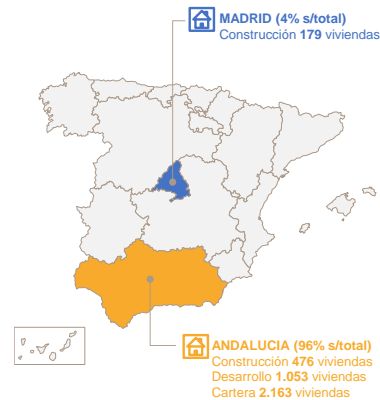 MADRID (4% s/total)
Construcción 179 viviendas
ANDALUCIA (96% s/total)
Construcción 476 viviendas
Desarrollo 1.053 viviendas
Cartera 2.163 viviendas